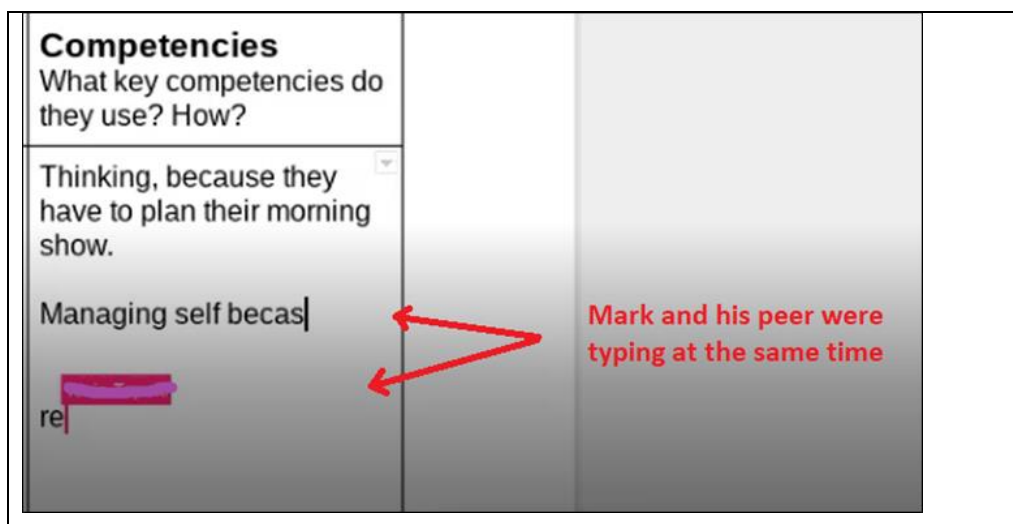 Competencies
What key competencies do
they use? How?
Thinking, because they
have to plan their morning
show.
Managing self becas
re
Mark and his peer were
typing at the same time